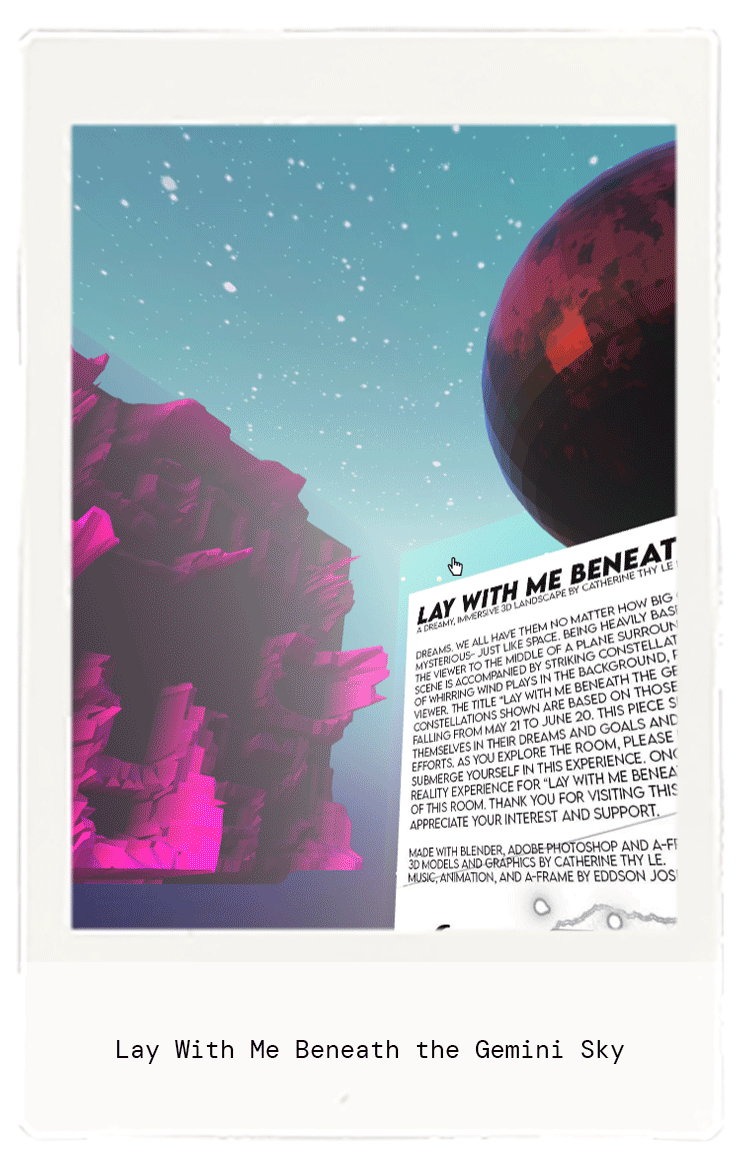 LAY WITH ME BENEAT
A DREAMY, IMMERSIVE 3D LANDSCAPE BY CATHERINE THY LE
DREAMS. WE ALL HAVE THEM NO MATTER HOW BIG
MYSTERIOUS- JUST LIKE SPACE. BEING HEAVILY BAS
THE VIEWER TO THE MIDDLE OF A PLANE SURROUN
SCENE IS ACCOMPANIED BY STRIKING CONSTELLAT
OF WHIRRING WIND PLAYS IN THE BACKGROUND,
VIEWER. THE TITLE "LAY WITH ME BENEATH THE GE
CONSTELLATIONS SHOWN ARE BASED ON THOSE
FALLING FROM MAY 21 TO JUNE 20. THIS PIECE S
THEMSELVES IN THEIR DREAMS AND GOALS AND
EFFORTS. AS YOU EXPLORE THE ROOM, PLEASE
SUBMERGE YOURSELF IN THIS EXPERIENCE. ON
REALITY EXPERIENCE FOR "LAY WITH ME BENEA
OF THIS ROOM. THANK YOU FOR VISITING THIS
APPRECIATE YOUR INTEREST AND SUPPORT.
MADE WITH BLENDER, ADOBE PHOTOSHOP AND A-F
3D MODELS AND GRAPHICS BY CATHERINE THY LE.
MUSIC, ANIMATION, AND A-FRAME BY EDDSON JOS
Lay With Me Beneath the Gemini Sky